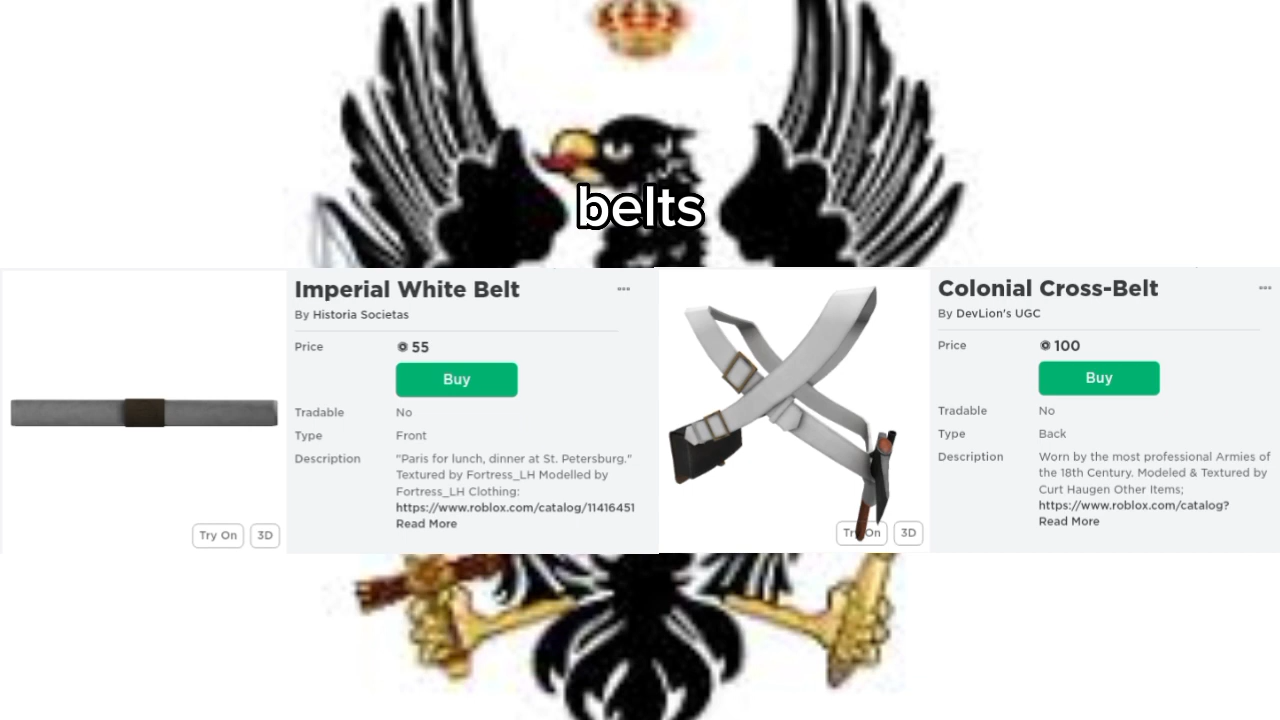 belts
Imperial White Belt
By Historia Societas
Price
55
Buy
Tradable
No
Type
Front
Description
"Paris for lunch, dinner at St. Petersburg."
Textured by Fortress_LH Modelled by
Fortress_LH Clothing:
https://www.roblox.com/catalog/11416451
Read More
Try On
3D
Colonial Cross-Belt
By DevLion's UGC
Price
100
Buy
Tradable
No
Type
Back
Description
Worn by the most professional Armies of
the 18th Century. Modeled & Textured by
Curt Haugen Other Items;
https://www.roblox.com/catalog?
Read More
Try On
3D